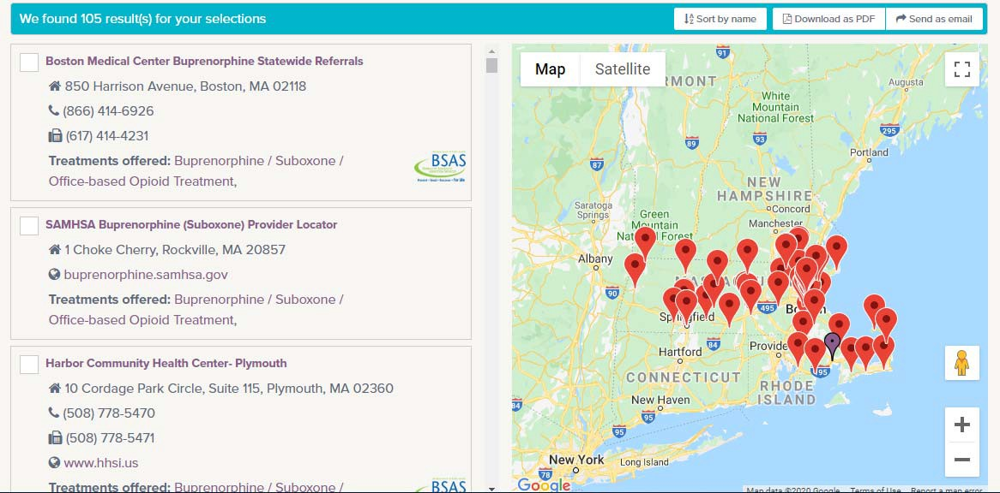 We found 105 result(s) for your selections
Sort by name
Download as PDF
Send as email
Boston Medical Center Buprenorphine Statewide Referrals
850 Harrison Avenue, Boston, MA 02118
(866) 414-6926
(617) 414-4231
Treatments offered: Buprenorphine / Suboxone /
Office-based Opioid Treatment,
BSAS
SAMHSA Buprenorphine (Suboxone) Provider Locator
1 Choke Cherry, Rockville, MA 20857
buprenorphine.samhsa.gov
Treatments offered: Buprenorphine / Suboxone /
Office-based Opioid Treatment,
Harbor Community Health Center- Plymouth
10 Cordage Park Circle, Suite 115, Plymouth, MA 02360
(508) 778-5470
(508) 778-5471
www.hhsi.us
Treatments offered: Buprenorphine / Suboxone /
BSAS
Map
Satellite
91
RMONT
Augusta
White
Mountain
National Forest
295
89
93
Portland
87
NEW
HAMPSHIRE
Saratoga
Springs
Concord
Green
Mountain
National Forest
Manchester
Albany
90
495
Springfield
84
Hartford
Provide
95
CONNECTICUT
RHODE
ISLAND
New Haven
84
95
95
New York
Long Island
78
Google
Map data ©2020 Google
Terms of Use
Report a map error